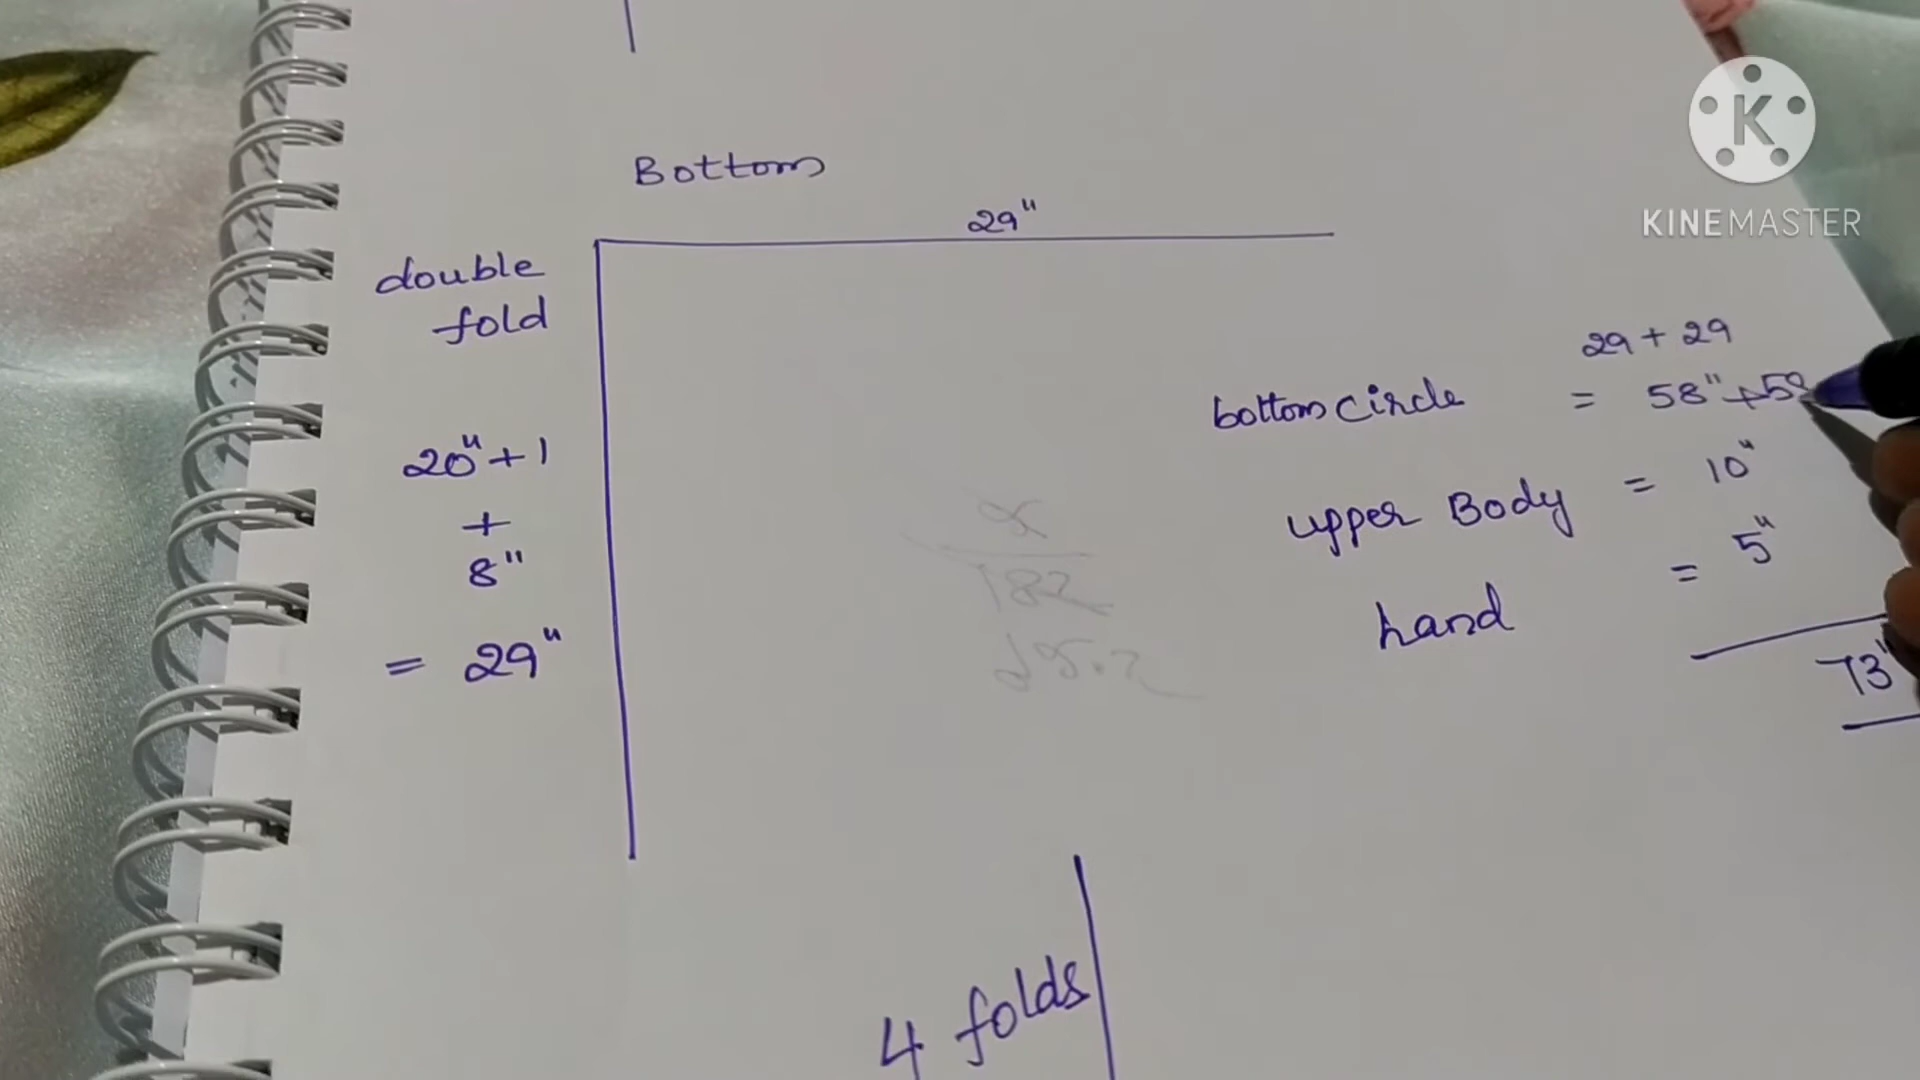 Bottom
29"
double
fold
20"+1
+
8"
= 29"
29 + 29
bottom circle = 58"+58
upper Body = 10"
hand = 5"
73"
182
4 folds
K
KINEMASTER